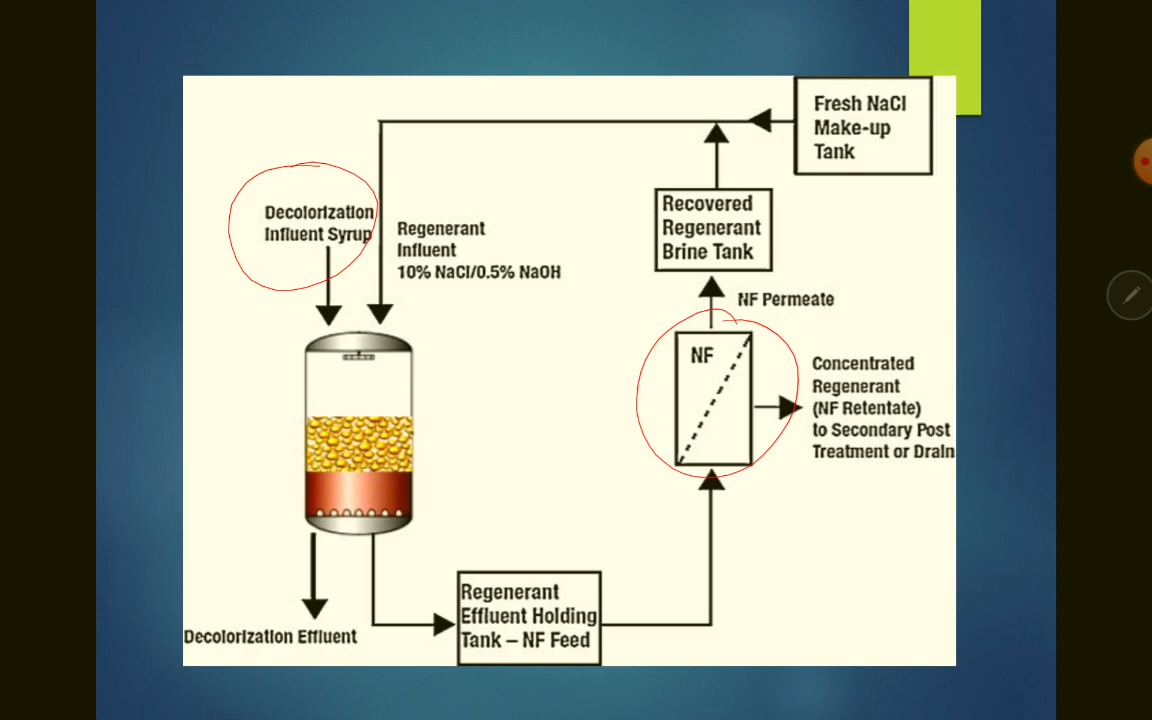 Fresh NaCl
Make-up
Tank
Recovered
Regenerant
Brine Tank
Decolorization
Influent Syrup
Regenerant
Influent
10% NaCl/0.5% NaOH
NF Permeate
NF
Concentrated
Regenerant
(NF Retentate)
to Secondary Post
Treatment or Drain
Regenerant
Effluent Holding
Tank – NF Feed
Decolorization Effluent